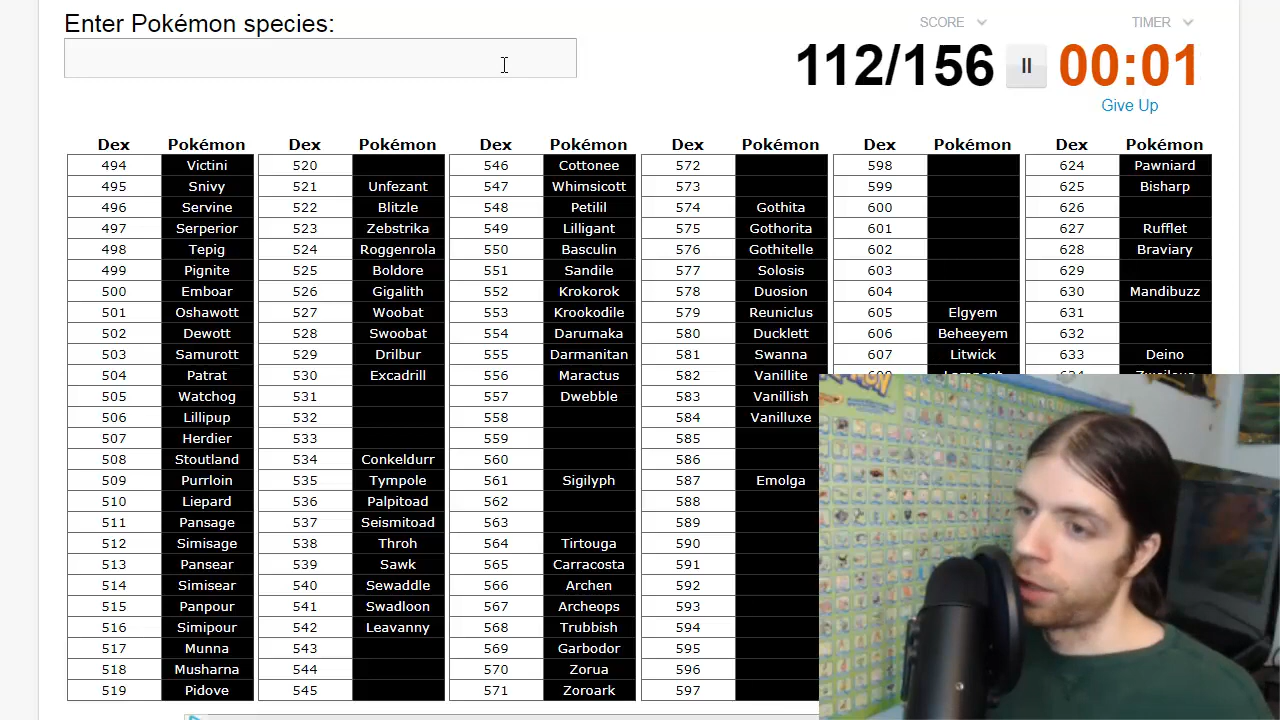 Enter Pokémon species:
SCORE TIMER
112/156 00:01
Give Up
Dex Pokémon Dex Pokémon Dex Pokémon Dex Pokémon Dex Pokémon Dex Pokémon
494 Victini 520 546 Cottonee 572 598 624 Pawniard
495 Snivy 521 Unfezant 547 Whimsicott 573 599 625 Bisharp
496 Servine 522 Blitzle 548 Petilil 574 Gothita 600 626
497 Serperior 523 Zebstrika 549 Lilligant 575 Gothorita 601 627 Rufflet
498 Tepig 524 Roggenrola 550 Basculin 576 Gothitelle 602 628 Braviary
499 Pignite 525 Boldore 551 Sandile 577 Solosis 603 629
500 Emboar 526 Gigalith 552 Krokorok 578 Duosion 604 630 Mandibuzz
501 Oshawott 527 Woobat 553 Krookodile 579 Reuniclus 605 Elgyem 631
502 Dewott 528 Swoobat 554 Darumaka 580 Ducklett 606 Beheeyem 632
503 Samurott 529 Drilbur 555 Darmanitan 581 Swanna 607 Litwick 633 Deino
504 Patrat 530 Excadrill 556 Maractus 582 Vanillite
505 Watchog 531 557 Dwebble 583 Vanillish
506 Lillipup 532 558 584 Vanilluxe
507 Herdier 533 559 585
508 Stoutland 534 Conkeldurr 560 586
509 Purrloin 535 Tympole 561 Sigilyph 587 Emolga
510 Liepard 536 Palpitoad 562 588
511 Pansage 537 Seismitoad 563 589
512 Simisage 538 Throh 564 Tirtouga 590
513 Pansear 539 Sawk 565 Carracosta 591
514 Simisear 540 Sewaddle 566 Archen 592
515 Panpour 541 Swadloon 567 Archeops 593
516 Simipour 542 Leavanny 568 Trubbish 594
517 Munna 543 569 Garbodor 595
518 Musharna 544 570 Zorua 596
519 Pidove 545 571 Zoroark 597